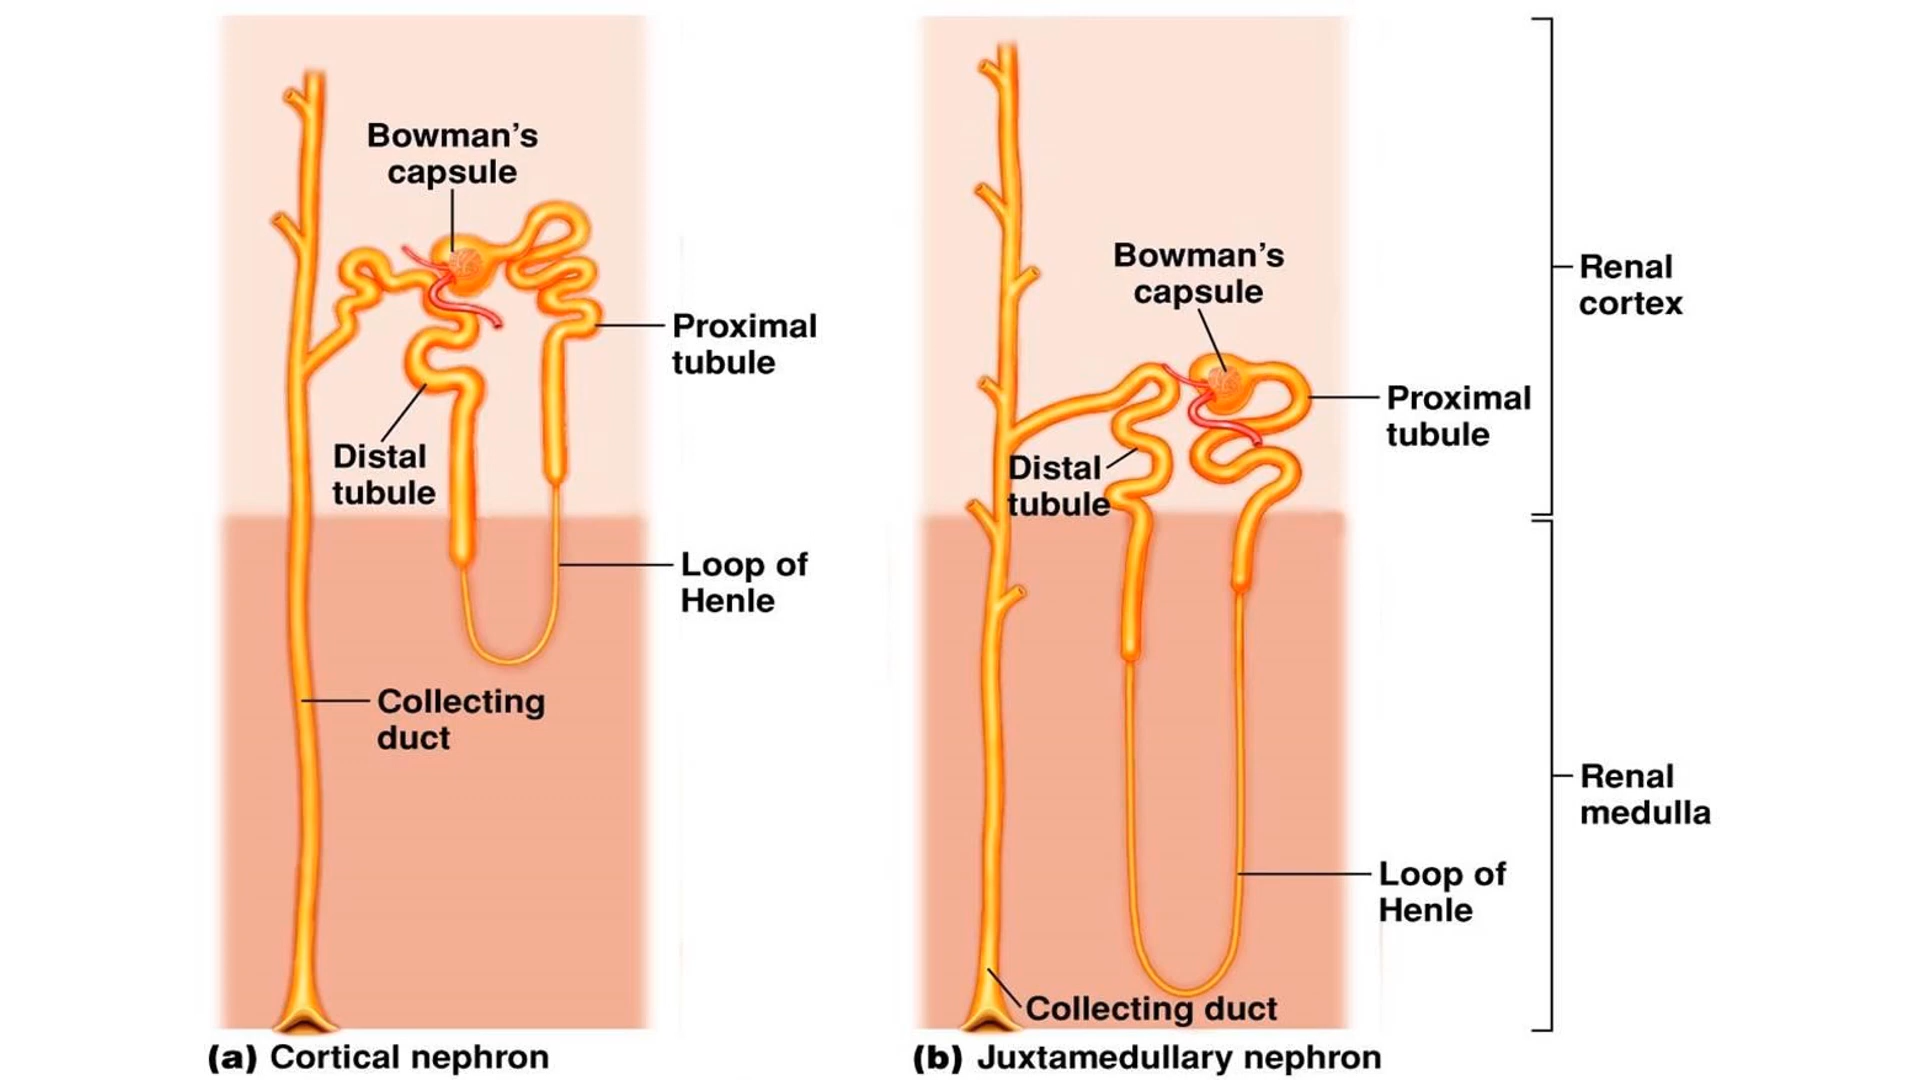 Bowman’s
capsule
Proximal
tubule
Distal
tubule
Loop of
Henle
Collecting
duct
(a) Cortical nephron
Bowman’s
capsule
Proximal
tubule
Distal
tubule
Loop of
Henle
Collecting duct
(b) Juxtamedullary nephron
Renal
cortex
Renal
medulla